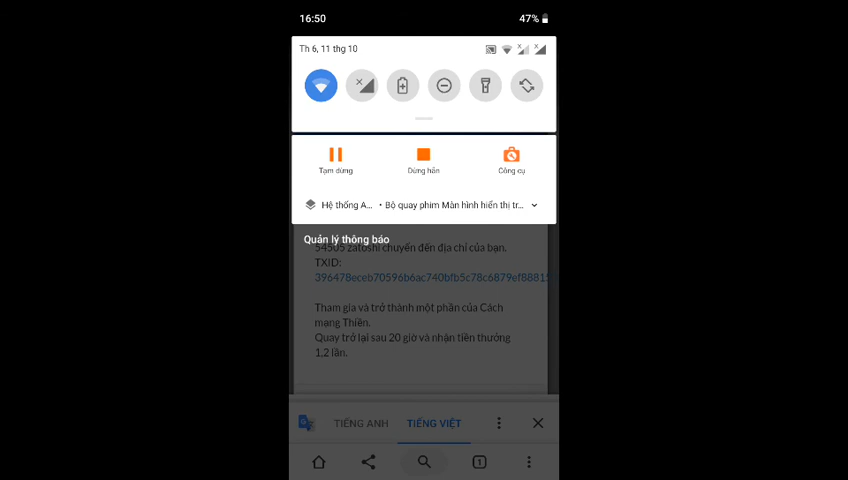 16:50
47%
Th 6, 11 thg 10
Tạm dừng
Dừng hẳn
Công cụ
Hệ thống A... • Bộ quay phim Màn hình hiển thị tr...
Quản lý thông báo
54505 zatoshi chuyển đến địa chỉ của bạn.
TXID:
396478eceb70596b6ac740bfb5c78c6879ef8881
Tham gia và trở thành một phần của Cách
mạng Thiền.
Quay trở lại sau 20 giờ và nhận tiền thưởng
1,2 lần.
TIẾNG ANH
TIẾNG VIỆT
1